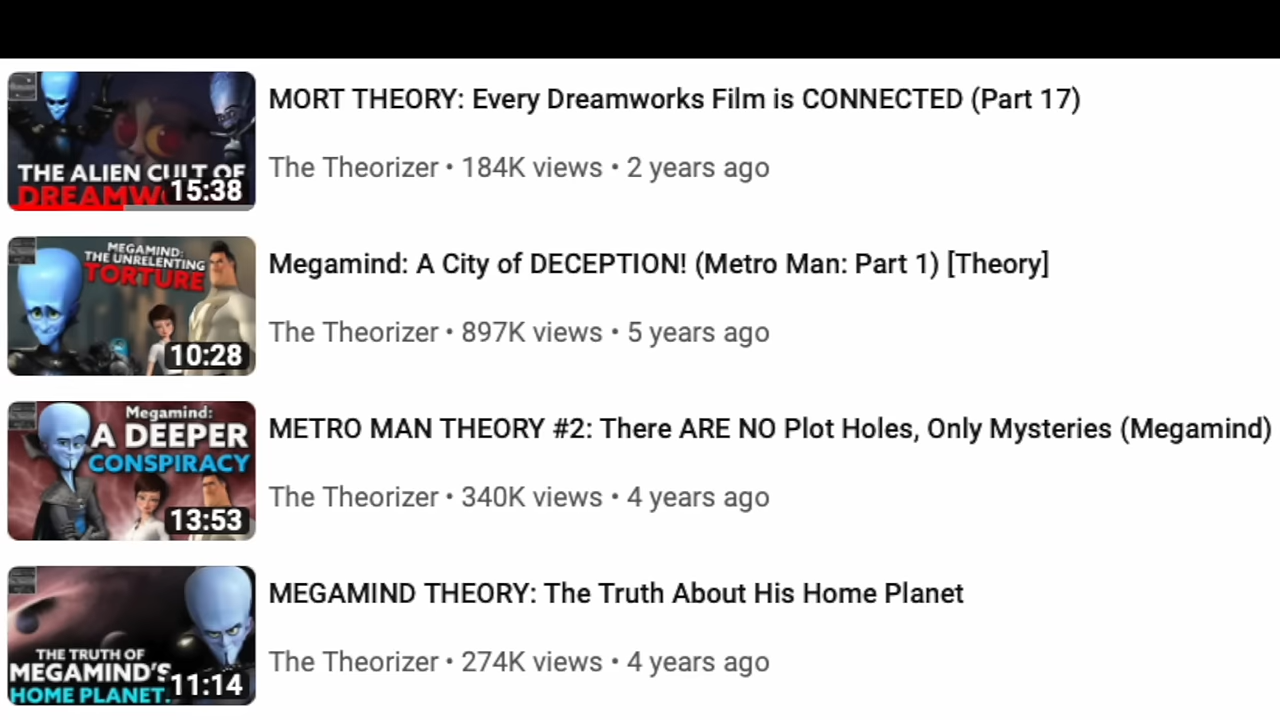 THE ALIEN CULT OF
15:38
MORT THEORY: Every Dreamworks Film is CONNECTED (Part 17)
The Theorizer • 184K views • 2 years ago
MEGAMIND:
THE UNRELENTING
TORTURE
10:28
Megamind: A City of DECEPTION! (Metro Man: Part 1) [Theory]
The Theorizer • 897K views • 5 years ago
Megamind:
A DEEPER
CONSPIRACY
13:53
METRO MAN THEORY #2: There ARE NO Plot Holes, Only Mysteries (Megamind)
The Theorizer • 340K views • 4 years ago
THE TRUTH OF
MEGAMIND'S
HOME PLANET.
11:14
MEGAMIND THEORY: The Truth About His Home Planet
The Theorizer • 274K views • 4 years ago